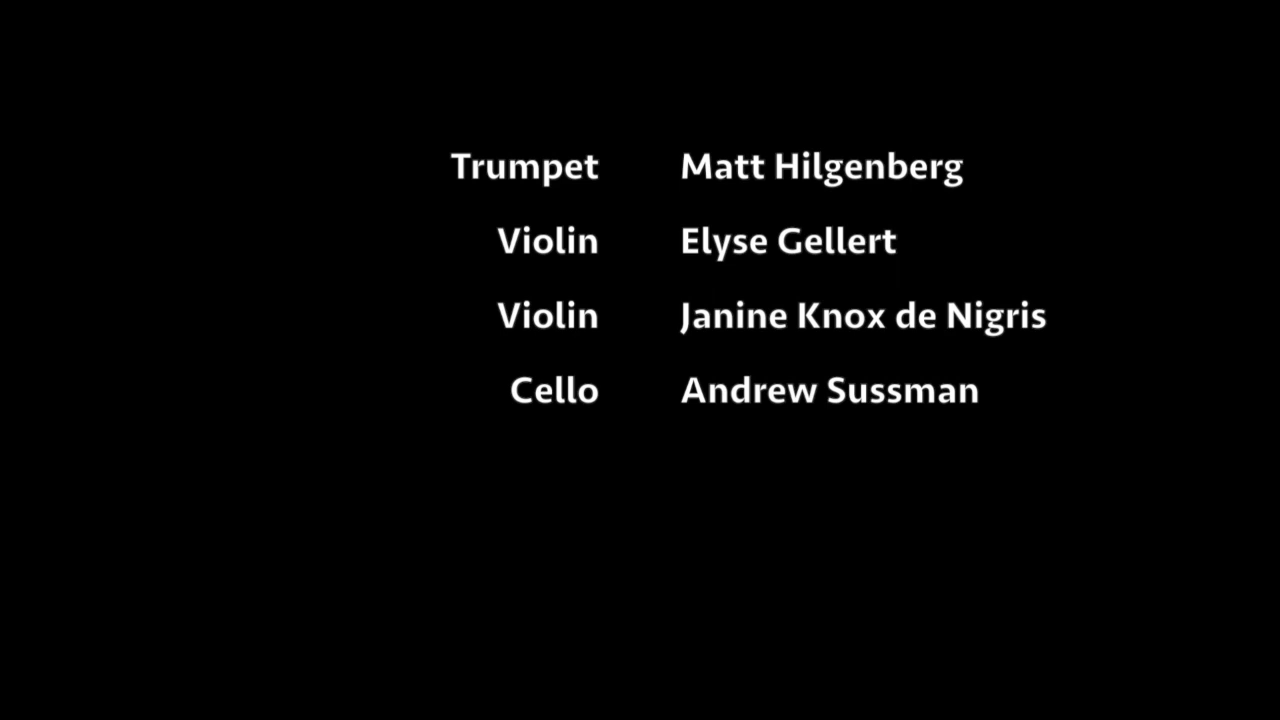 Trumpet Matt Hilgenberg
Violin Elyse Gellert
Violin Janine Knox de Nigris
Cello Andrew Sussman